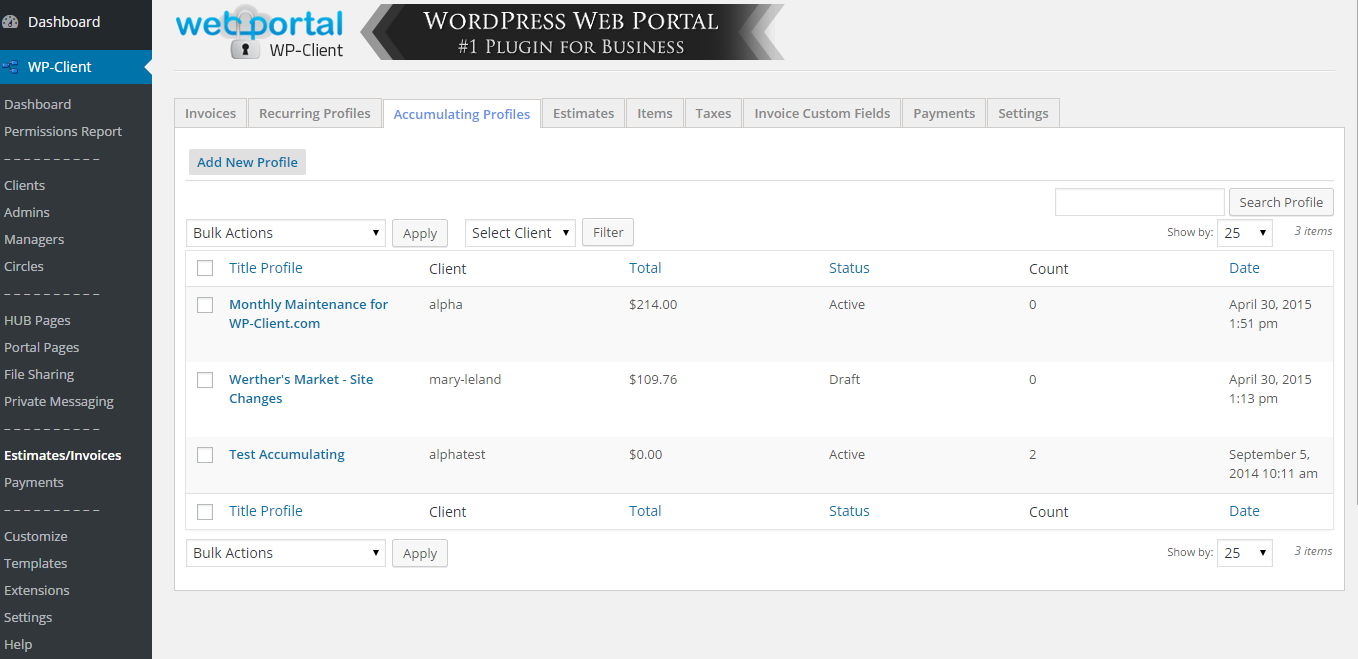 Dashboard
WP-Client
Dashboard
Permissions Report
– – – – – – – – – –
Clients
Admins
Managers
Circles
– – – – – – – – – –
HUB Pages
Portal Pages
File Sharing
Private Messaging
– – – – – – – – – –
Estimates/Invoices
Payments
– – – – – – – – – –
Customize
Templates
Extensions
Settings
Help
web portal
WP-Client
WordPress Web Portal
#1 Plugin for Business
Invoices Recurring Profiles Accumulating Profiles Estimates Items Taxes Invoice Custom Fields Payments Settings
Add New Profile
Search Profile
Bulk Actions Apply Select Client Filter Show by: 25 3 items
Title Profile Client Total Status Count Date
Monthly Maintenance for alpha $214.00 Active 0 April 30, 2015
WP-Client.com 1:51 pm
Werther's Market - Site mary-leland $109.76 Draft 0 April 30, 2015
Changes 1:13 pm
Test Accumulating alphatest $0.00 Active 2 September 5,
2014 10:11 am
Title Profile Client Total Status Count Date
Bulk Actions Apply Show by: 25 3 items